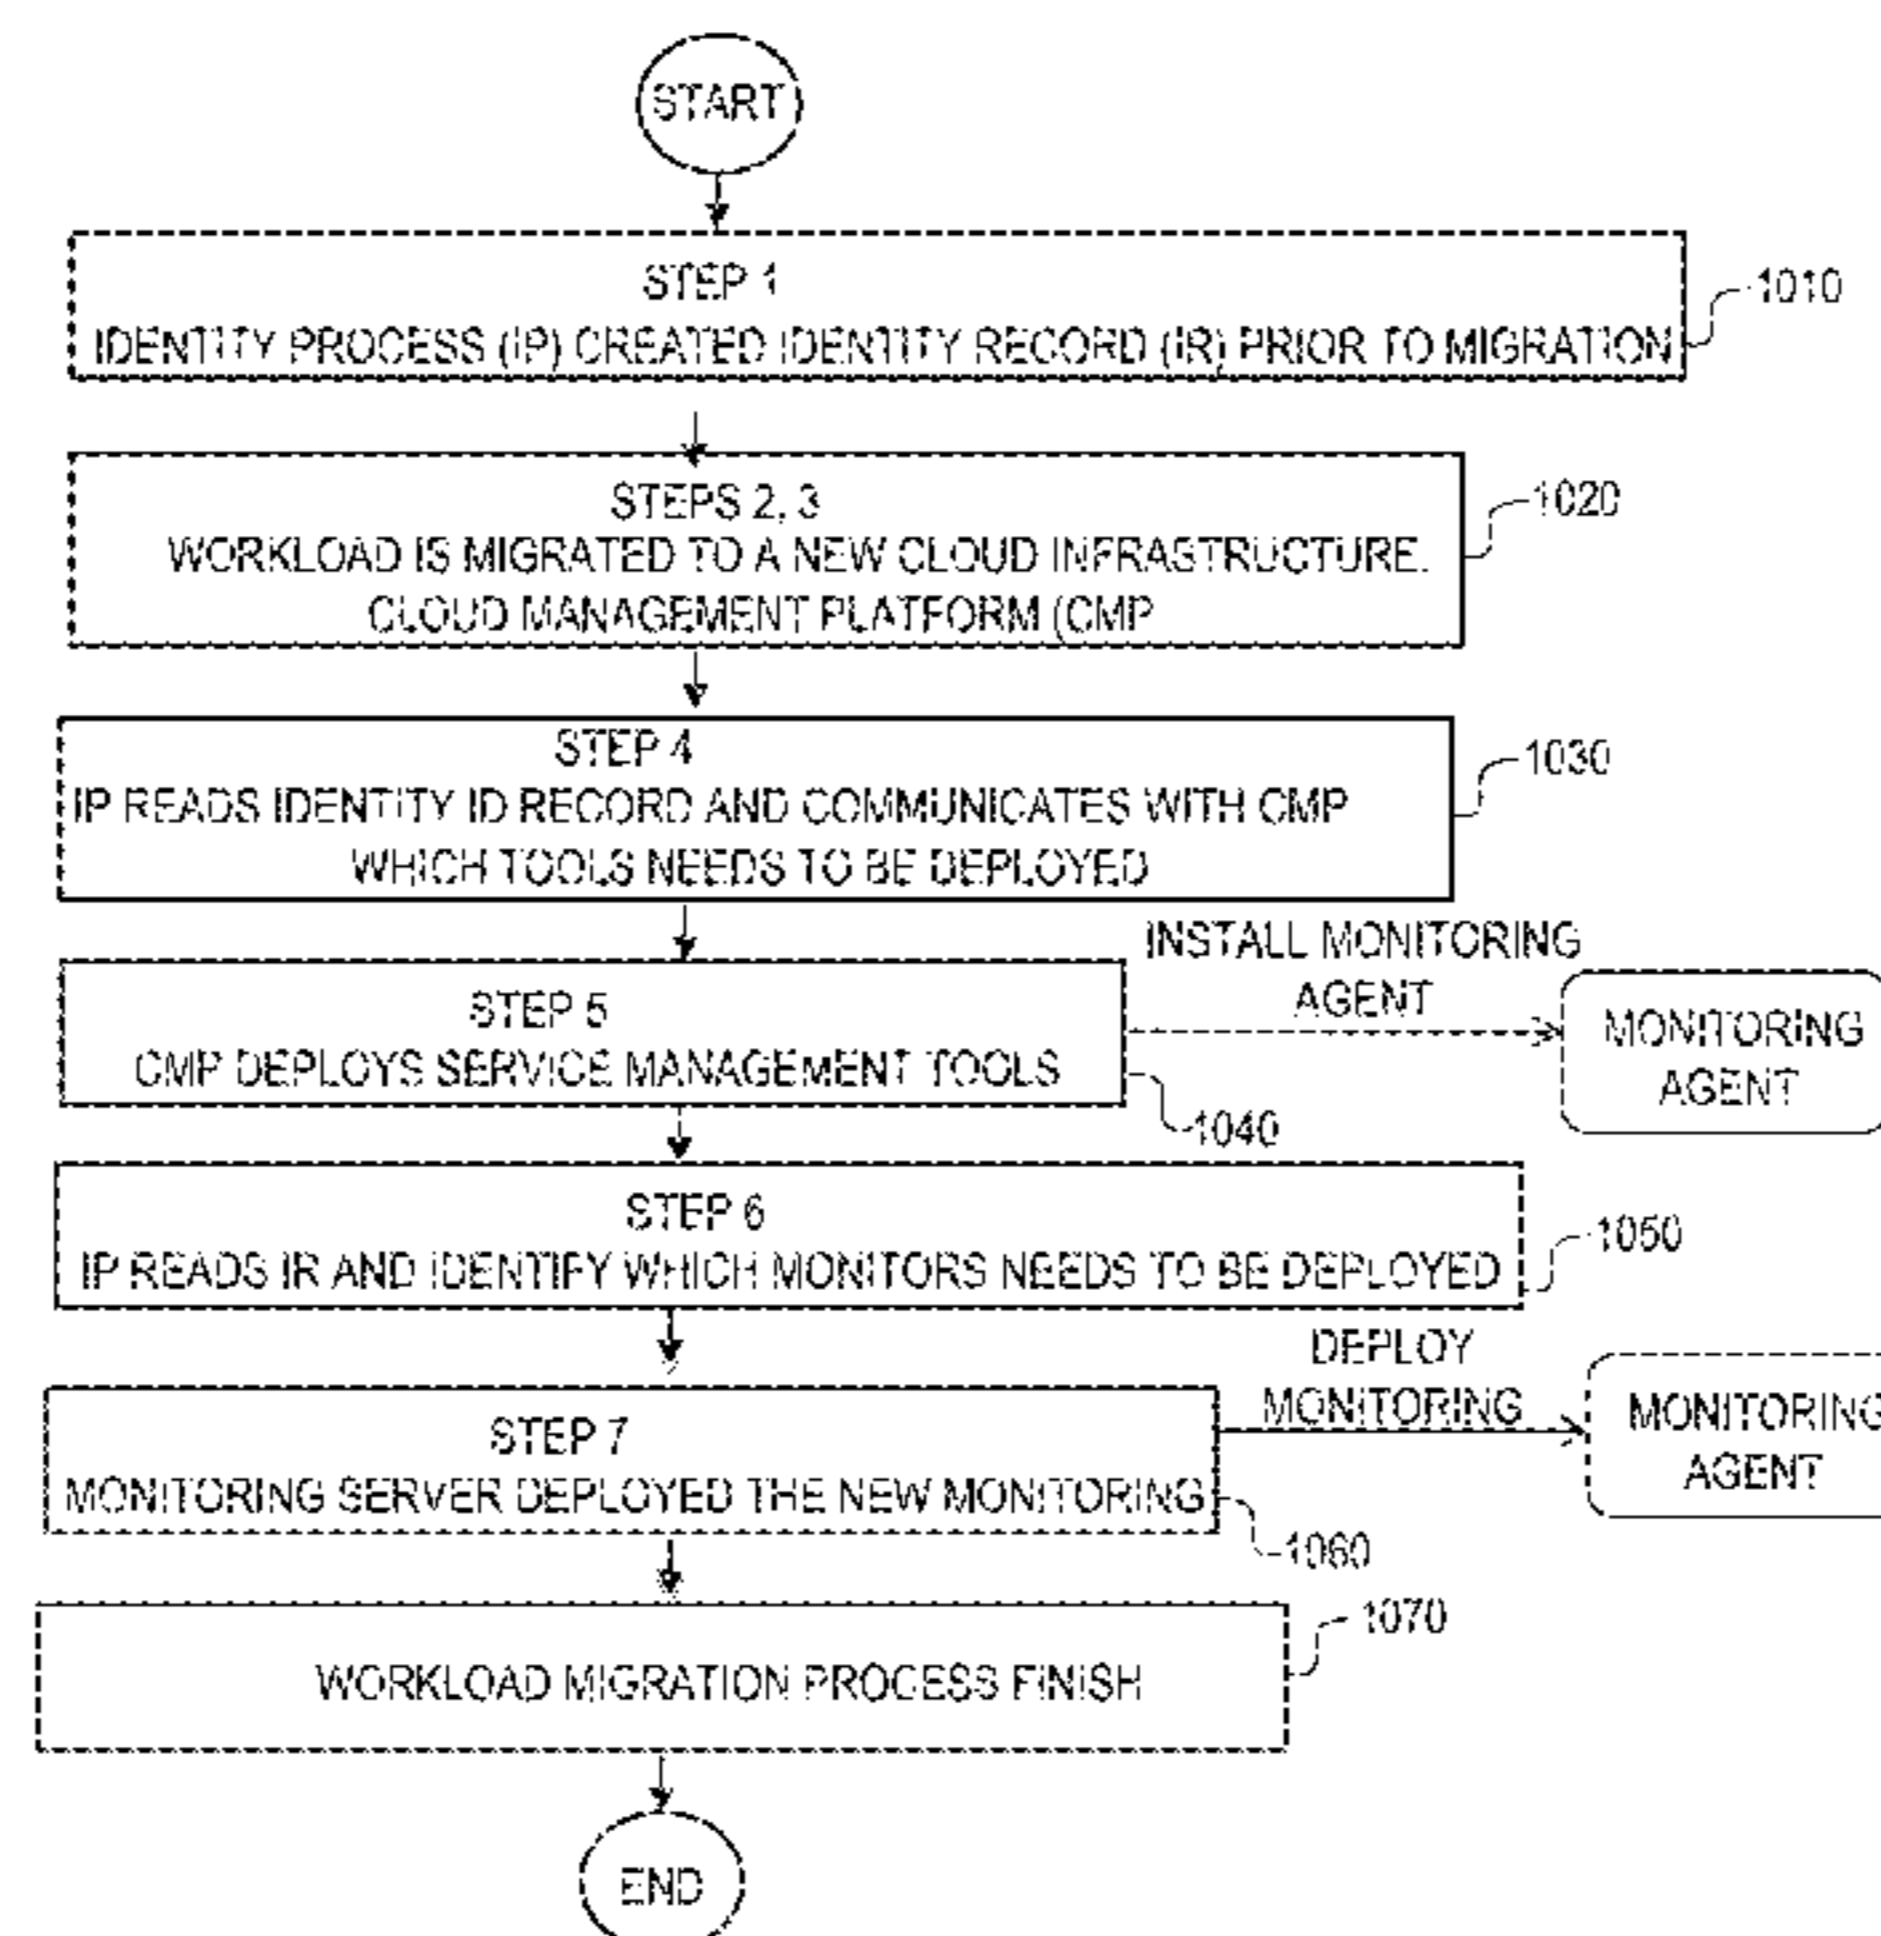 START
STEP 1
IDENTITY PROCESS (IP) CREATED IDENTITY RECORD (IR) PRIOR TO MIGRATION
1010
STEPS 2, 3
WORKLOAD IS MIGRATED TO A NEW CLOUD INFRASTRUCTURE.
CLOUD MANAGEMENT PLATFORM (CMP
1020
STEP 4
IP READS IDENTITY ID RECORD AND COMMUNICATES WITH CMP
WHICH TOOLS NEEDS TO BE DEPLOYED
1030
STEP 5
CMP DEPLOYS SERVICE MANAGEMENT TOOLS
1040
INSTALL MONITORING
AGENT
MONITORING
AGENT
STEP 6
IP READS IR AND IDENTIFY WHICH MONITORS NEEDS TO BE DEPLOYED
1050
STEP 7
MONITORING SERVER DEPLOYED THE NEW MONITORING
1060
DEPLOY
MONITORING
MONITORING
AGENT
WORKLOAD MIGRATION PROCESS FINISH
1070
END